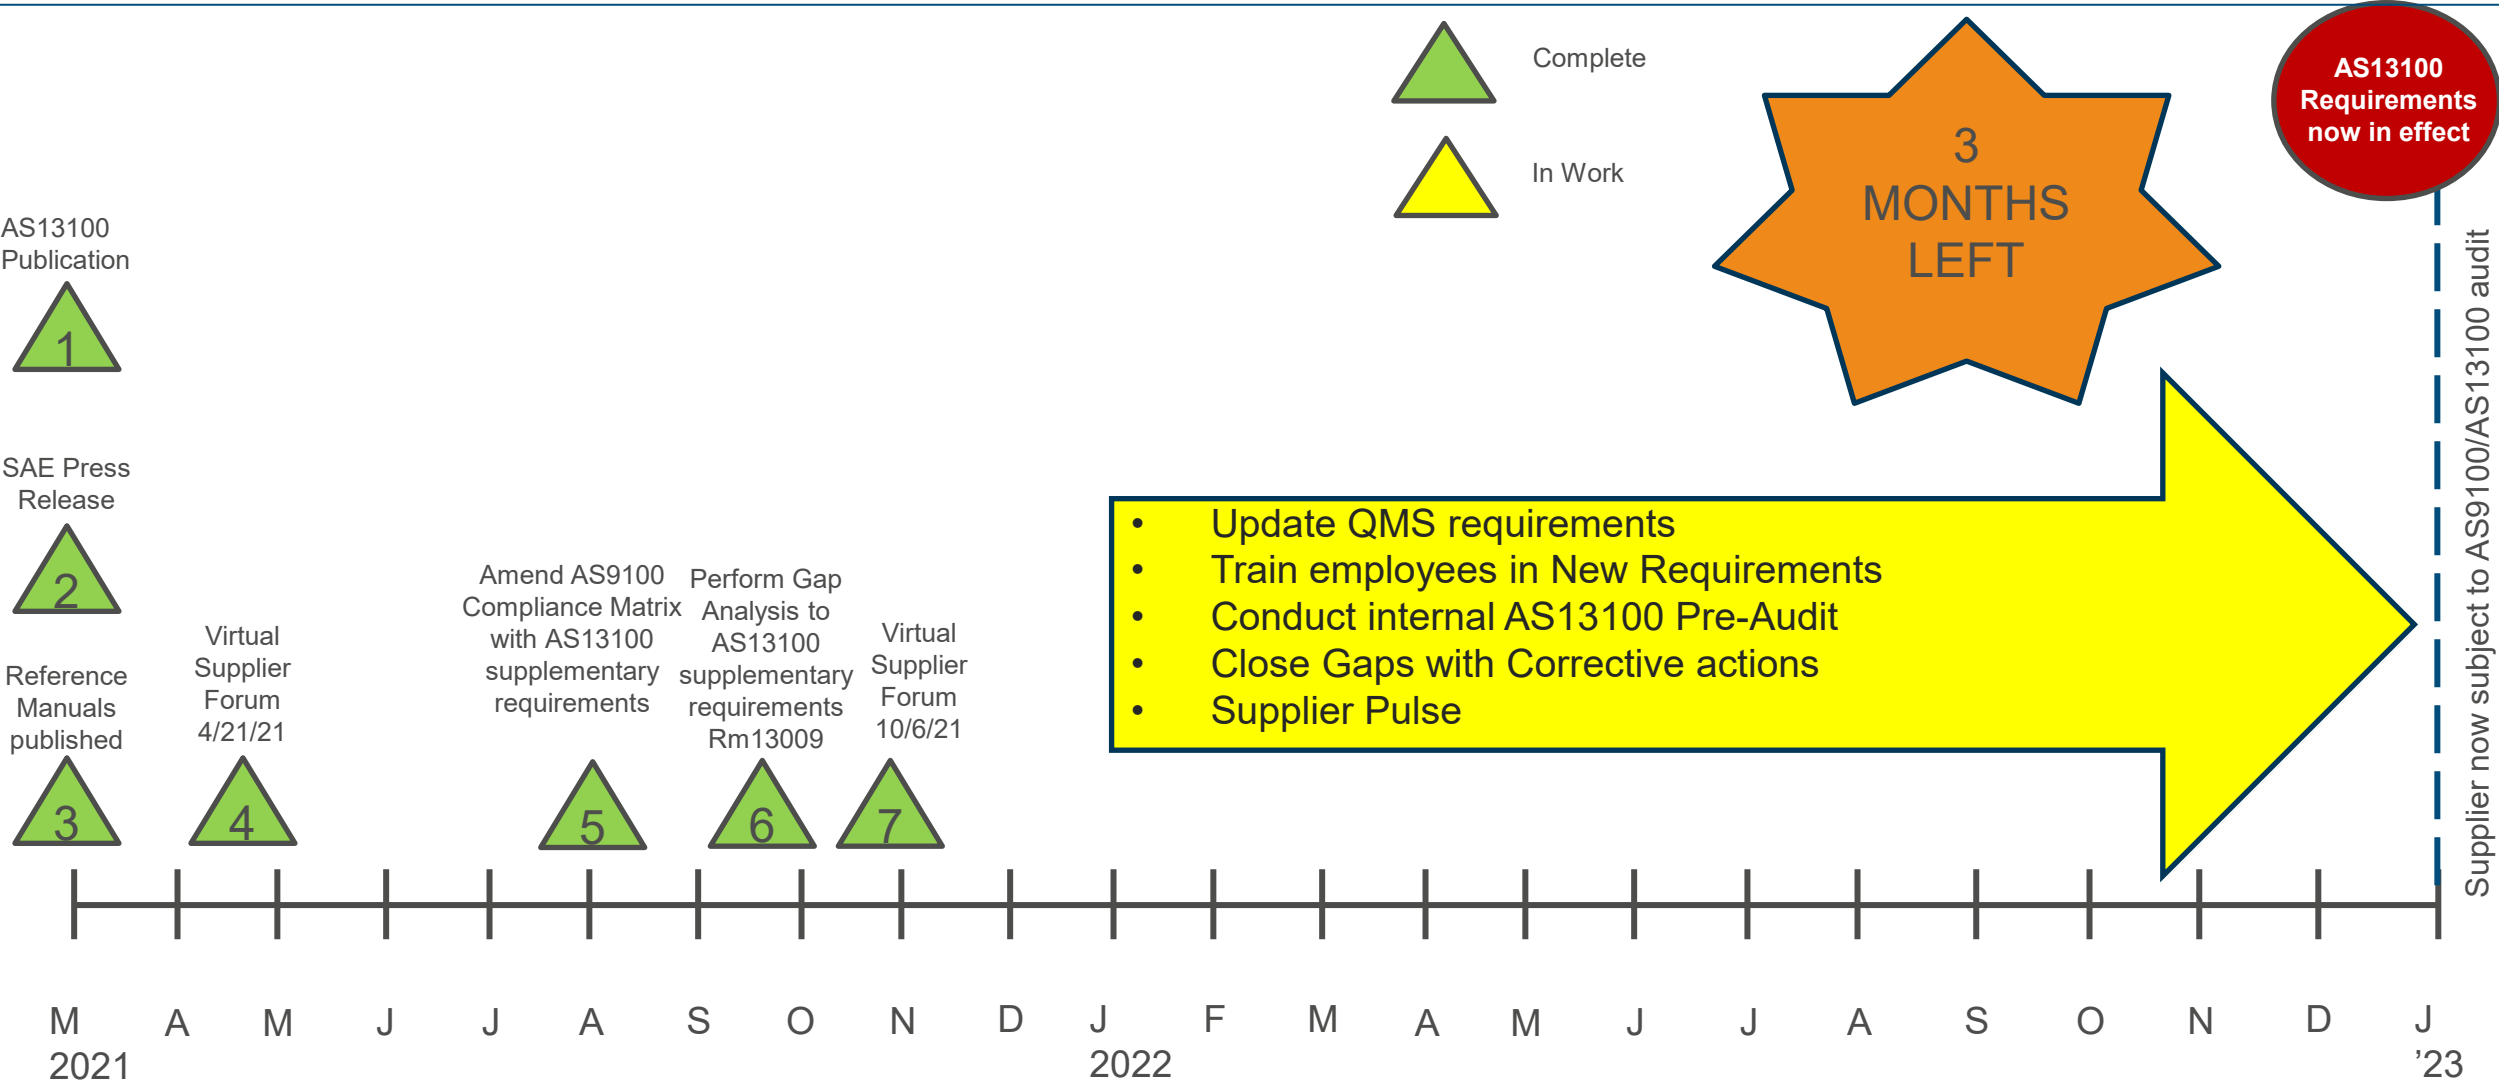 Complete
In Work
3
MONTHS
LEFT
AS13100
Requirements
now in effect
AS13100
Publication
1
SAE Press
Release
2
Reference
Manuals
published
3
Virtual
Supplier
Forum
4/21/21
4
Amend AS9100
Compliance Matrix
with AS13100
supplementary
requirements
5
Perform Gap
Analysis to
AS13100
supplementary
requirements
Rm13009
6
Virtual
Supplier
Forum
10/6/21
7
• Update QMS requirements
• Train employees in New Requirements
• Conduct internal AS13100 Pre-Audit
• Close Gaps with Corrective actions
• Supplier Pulse
Supplier now subject to AS9100/AS13100 audit
M A M J J A S O N D J F M A M J J A S O N D J
2021 2022 ’23